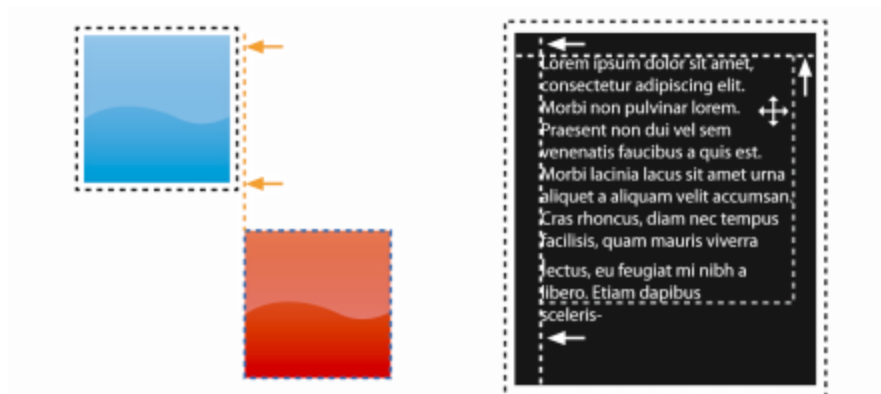 Lorem ipsum dolor sit amet,
consectetur adipiscing elit.
Morbi non pulvinar lorem.
Praesent non dui vel sem
venenatis faucibus a quis est.
Morbi lacinia lacus sit amet urna
aliquet a aliquam velit accumsan.
Cras rhoncus, diam nec tempus
facilisis, quam mauris viverra
lectus, eu feugiat mi nibh a
libero. Etiam dapibus
sceleris-